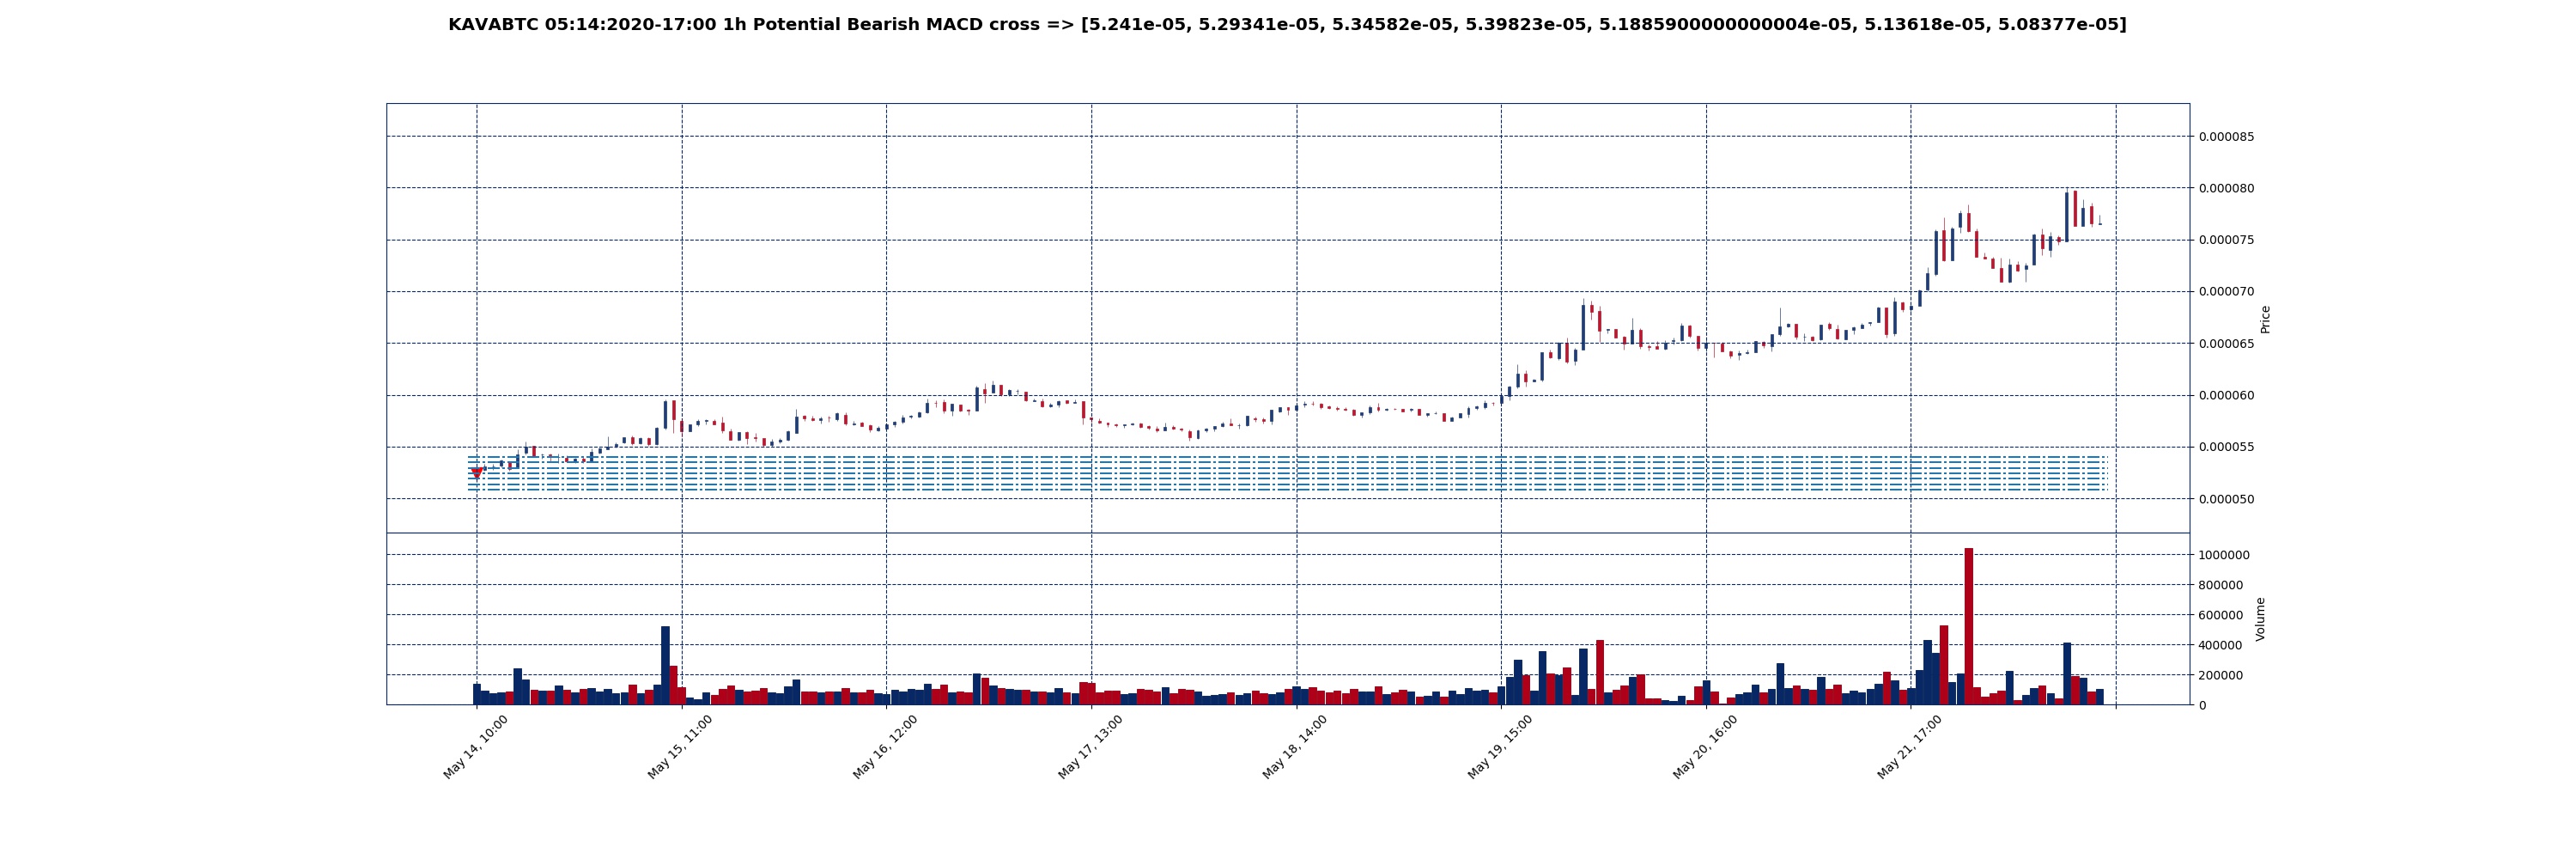 KAVABTC 05:14:2020-17:00 1h Potential Bearish MACD cross => [5.241e-05, 5.29341e-05, 5.34582e-05, 5.39823e-05, 5.1885900000000004e-05, 5.13618e-05, 5.08377e-05]
0.000085
0.000080
0.000075
0.000070
0.000065
0.000060
0.000055
0.000050
Price
1000000
800000
600000
400000
200000
0
Volume
May 14, 10:00
May 15, 11:00
May 16, 12:00
May 17, 13:00
May 18, 14:00
May 19, 15:00
May 20, 16:00
May 21, 17:00